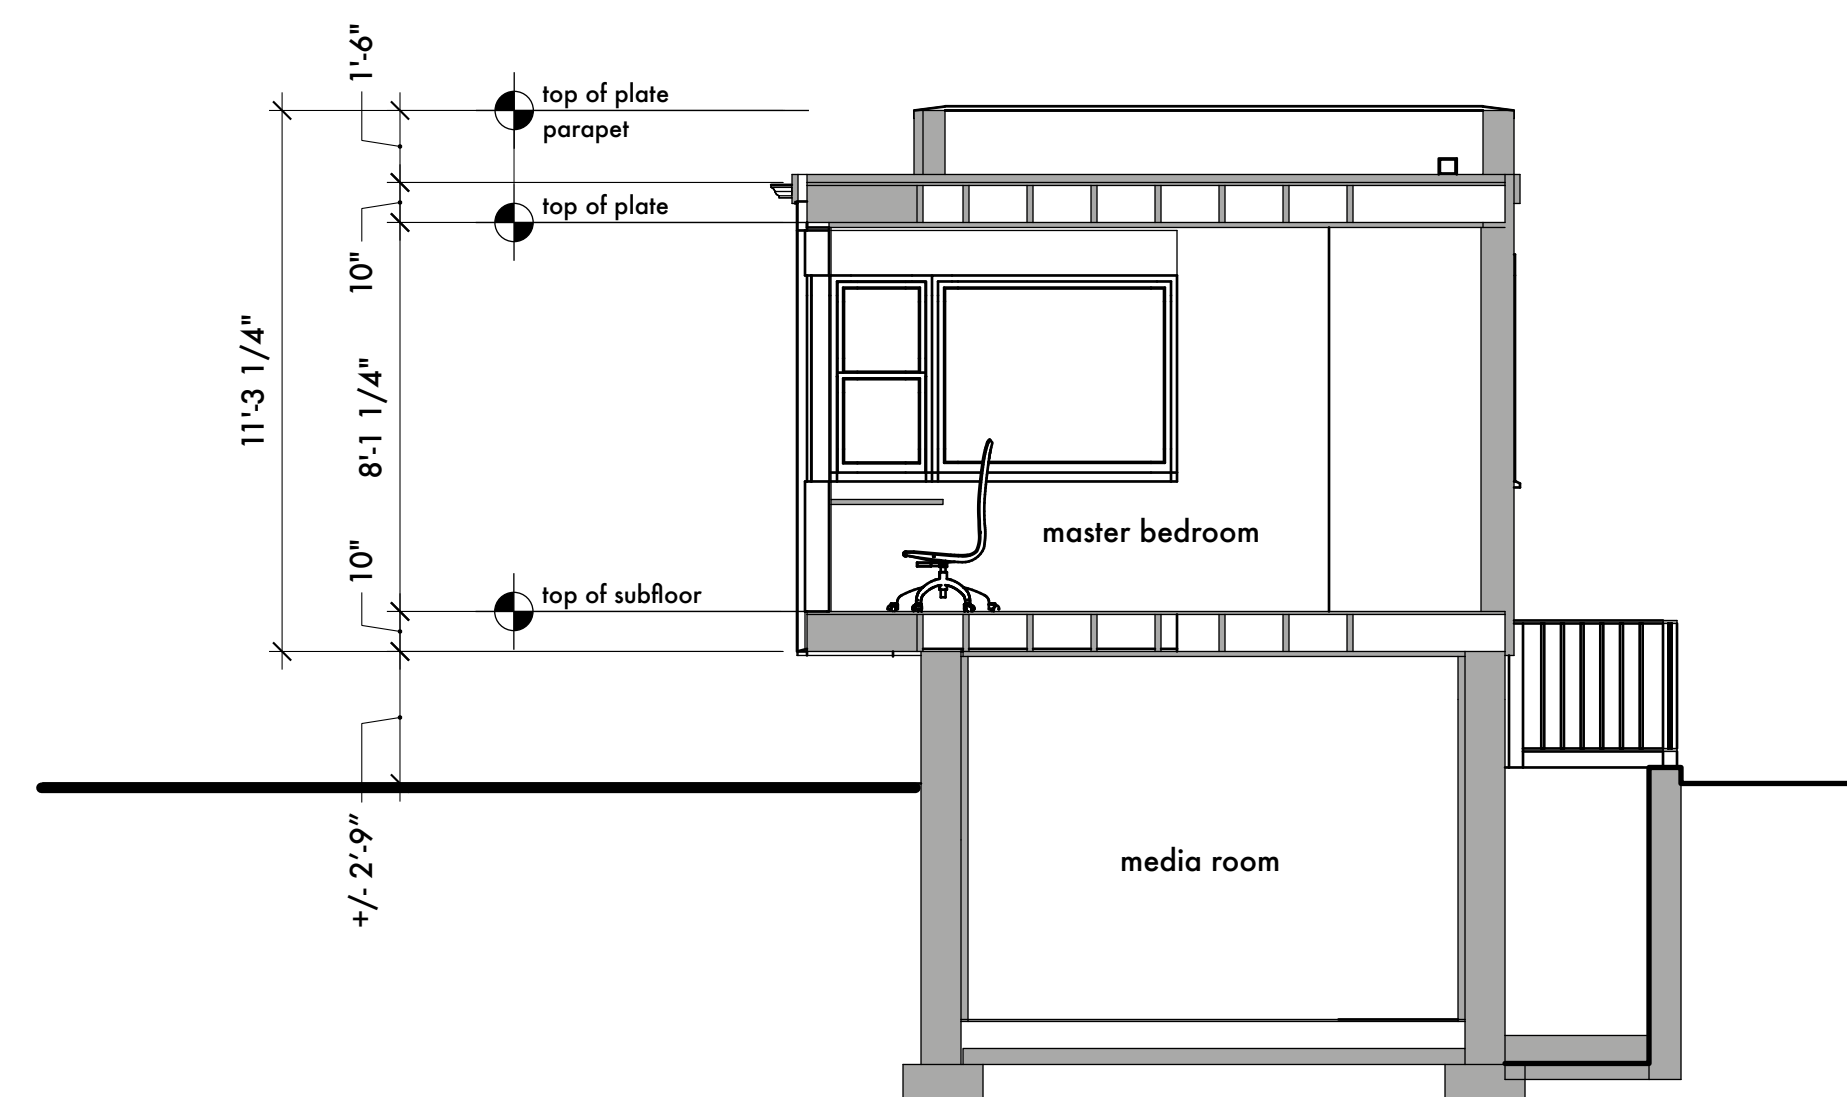 1'-6"
top of plate
parapet
top of plate
10"
11'-3 1/4"
8'-1 1/4"
master bedroom
10"
top of subfloor
+/- 2'-9"
media room